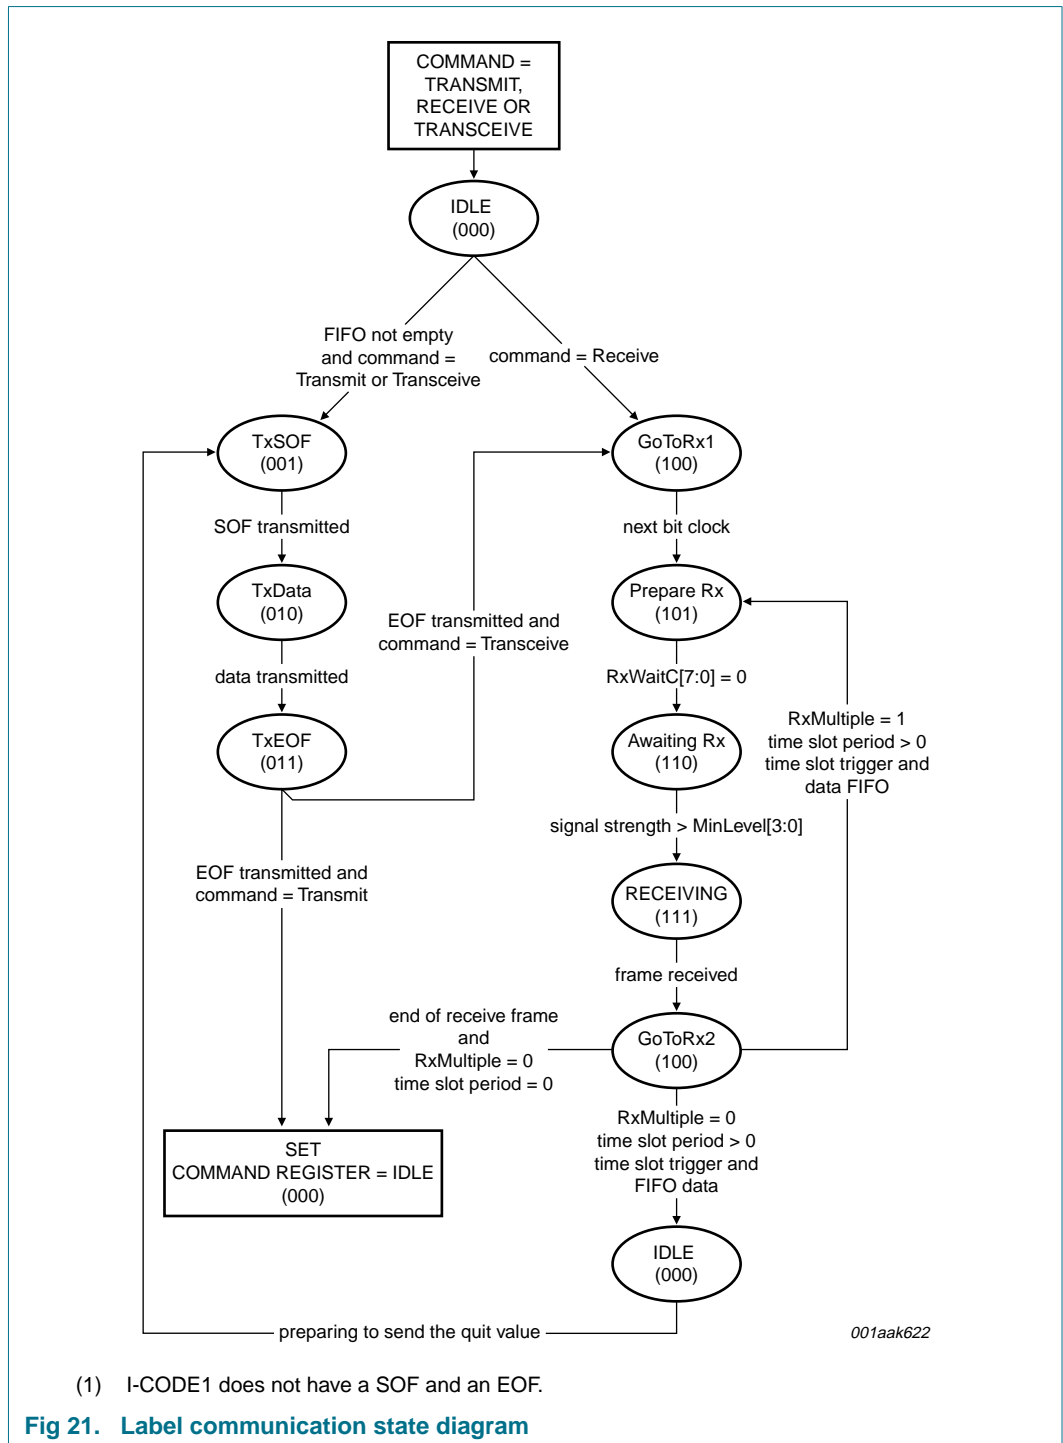 COMMAND =
TRANSMIT,
RECEIVE OR
TRANSCEIVE
IDLE
(000)
FIFO not empty
and command =
Transmit or Transceive
command = Receive
TxSOF
(001)
GoToRx1
(100)
SOF transmitted
next bit clock
TxData
(010)
Prepare Rx
(101)
EOF transmitted and
command = Transceive
data transmitted
RxWaitC[7:0] = 0
TxEOF
(011)
Awaiting Rx
(110)
RxMultiple = 1
time slot period > 0
time slot trigger and
data FIFO
signal strength > MinLevel[3:0]
EOF transmitted and
command = Transmit
RECEIVING
(111)
frame received
end of receive frame
and
RxMultiple = 0
time slot period = 0
GoToRx2
(100)
RxMultiple = 0
time slot period > 0
time slot trigger and
FIFO data
SET
COMMAND REGISTER = IDLE
(000)
IDLE
(000)
preparing to send the quit value
001aak622
(1) I-CODE1 does not have a SOF and an EOF.
Fig 21. Label communication state diagram